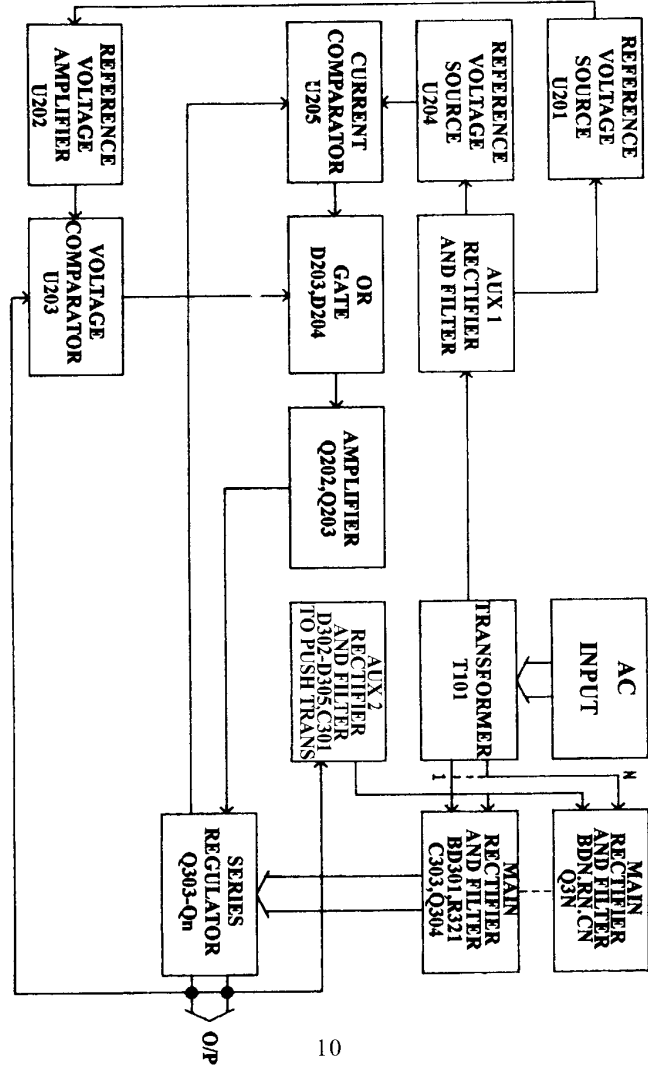 REFERENCE
VOLTAGE
SOURCE
U201
REFERENCE
VOLTAGE
SOURCE
U204
CURRENT
COMPARATOR
U205
REFERENCE
VOLTAGE
AMPLIFIER
U202
AUX 1
RECTIFIER
AND FILTER
OR
GATE
D203,D204
VOLTAGE
COMPARATOR
U203
AMPLIFIER
Q202,Q203
AC
INPUT
TRANSFORMER
T101
AUX 2
RECTIFIER
AND FILTER
D302-D305,C301
TO PUSH TRANS
N
1
MAIN
RECTIFIER
AND FILTER
BDN,RN.CN
Q3N
MAIN
RECTIFIER
AND FILTER
BD301,R321
C303,Q304
SERIES
REGULATOR
Q303-Qn
O/P
10